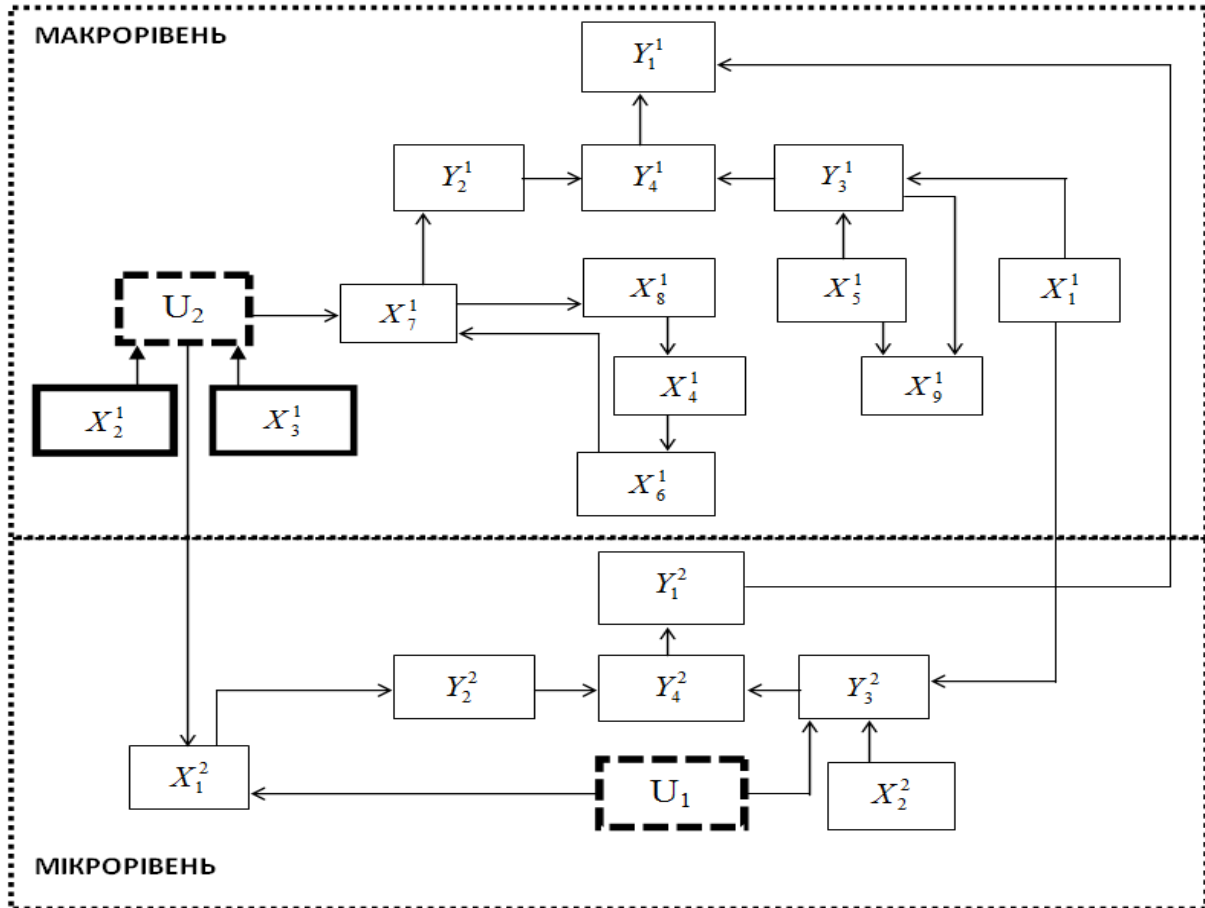 МАКРОРІВЕНЬ
Y₁¹
Y₂¹
Y₄¹
Y₃¹
U₂
X₇¹
X₈¹
X₅¹
X₁¹
X₂¹
X₃¹
X₄¹
X₉¹
X₆¹
Y₁²
Y₂²
Y₄²
Y₃²
X₁²
U₁
X₂²
МІКРОРІВЕНЬ